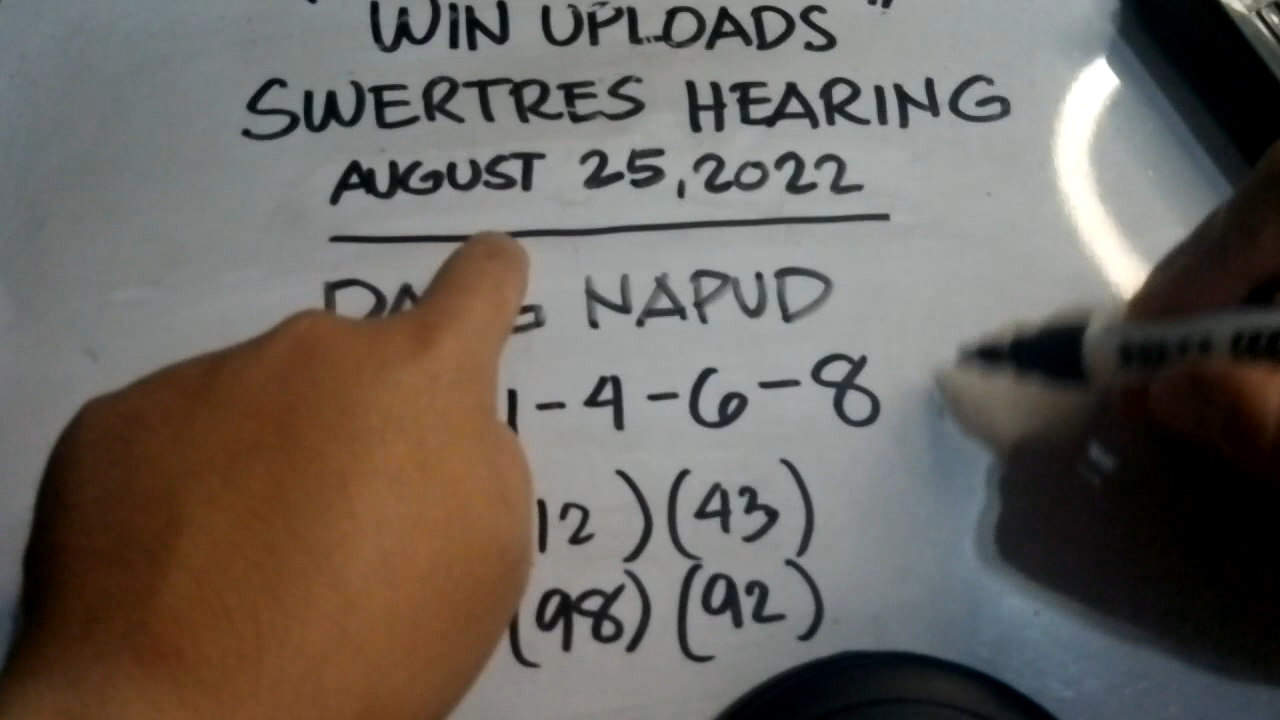 WIN UPLOADS"
SWERTRES HEARING
AUGUST 25, 2022
NAPUD
1-4-6-8
12) (43)
(98) (92)